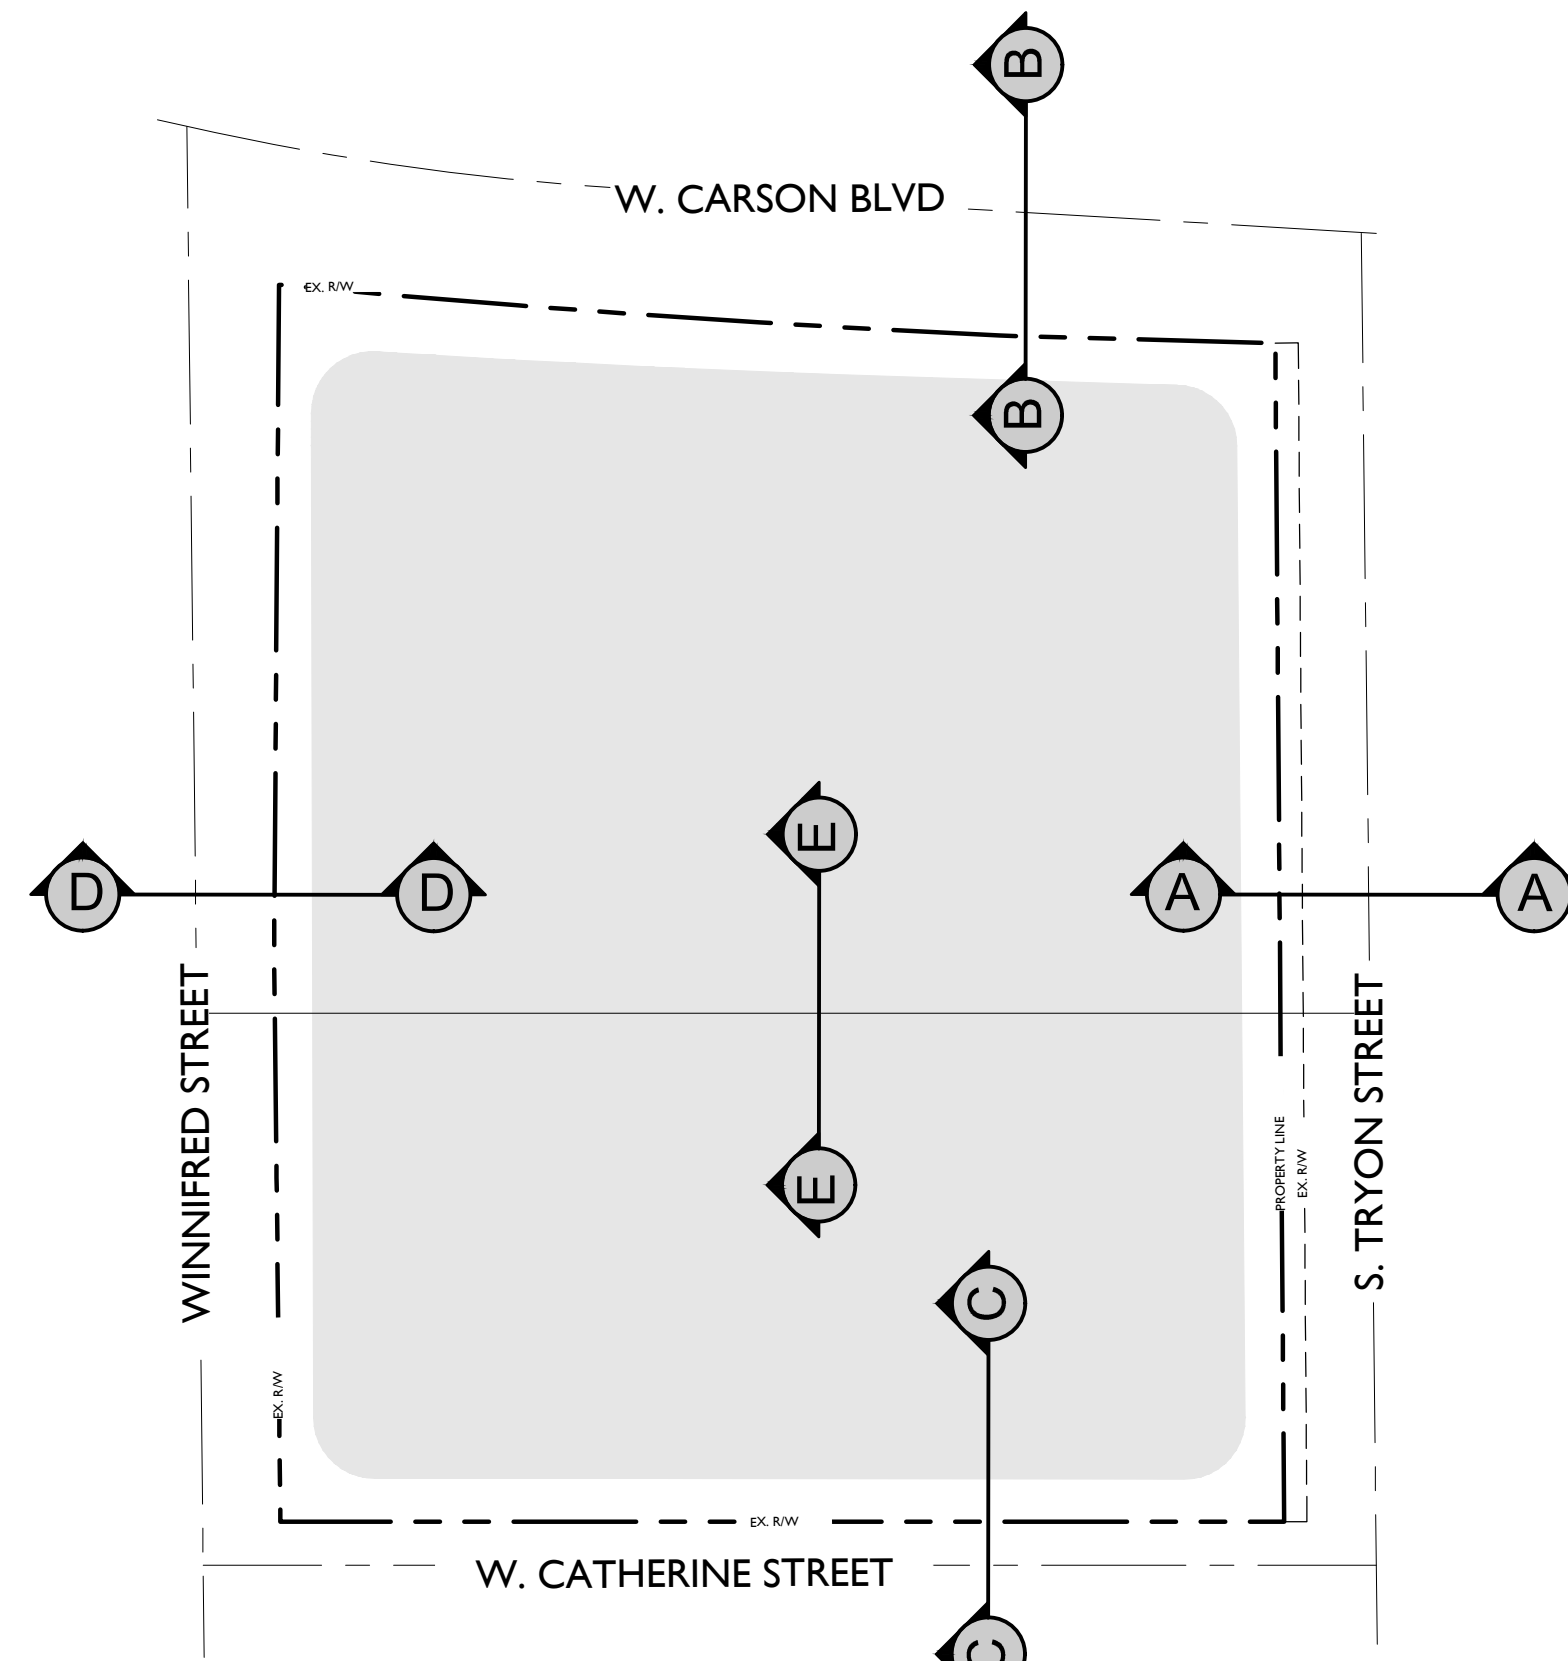 B
W. CARSON BLVD
EX. R/W
B
E
D
D
A
A
WINNIFRED STREET
S. TRYON STREET
PROPERTY LINE
EX. R/W
E
C
EX. R/W
EX. R/W
W. CATHERINE STREET
C